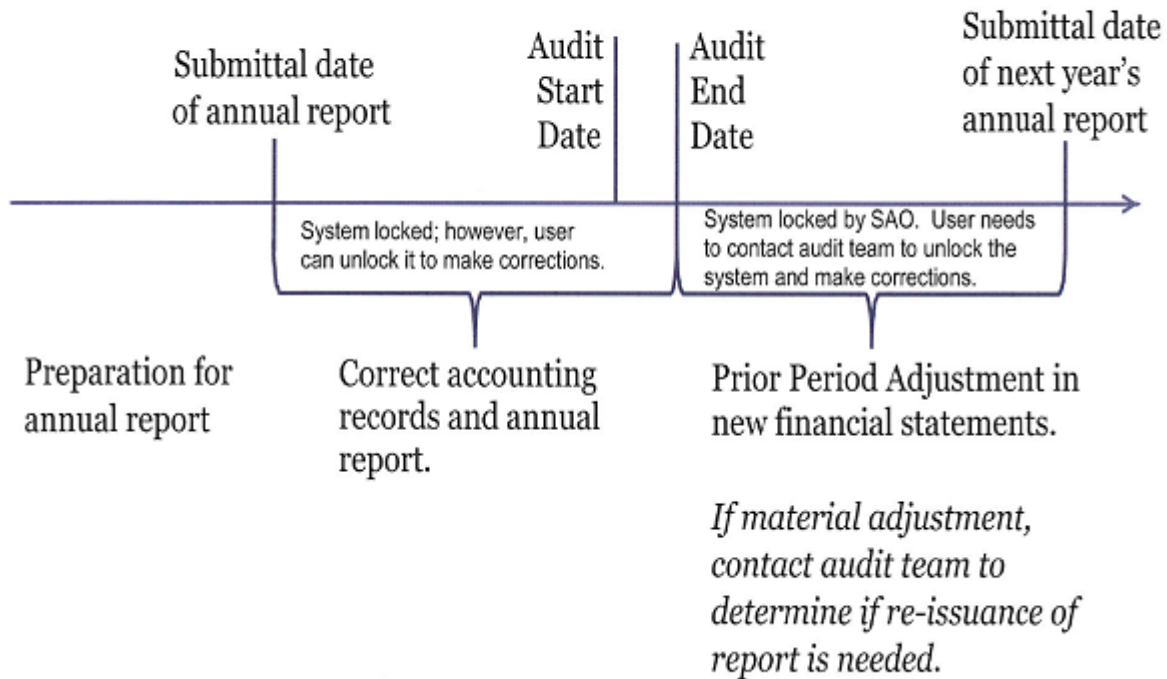 Submittal date
of annual report
Audit
Start
Date
Audit
End
Date
Submittal date
of next year's
annual report
System locked; however, user
can unlock it to make corrections.
System locked by SAO. User needs
to contact audit team to unlock the
system and make corrections.
Preparation for
annual report
Correct accounting
records and annual
report.
Prior Period Adjustment in
new financial statements.
If material adjustment,
contact audit team to
determine if re-issuance of
report is needed.